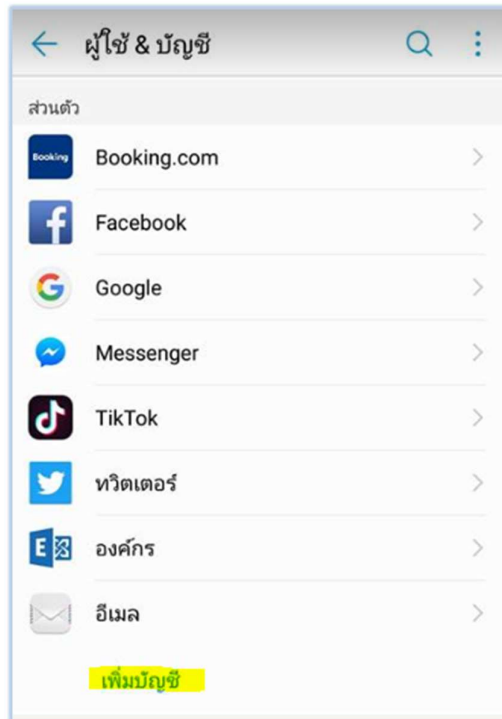 ผู้ใช้ & บัญชี
ส่วนตัว
Booking
Booking.com
Facebook
Google
Messenger
TikTok
ทวิตเตอร์
องค์กร
อีเมล
เพิ่มบัญชี